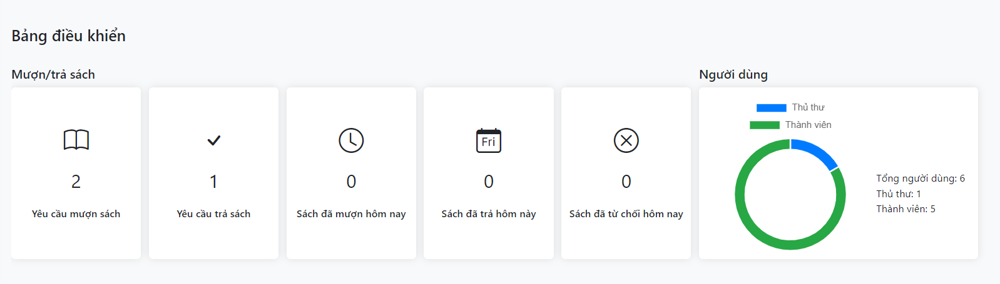 Bảng điều khiển
Mượn/trả sách
2
Yêu cầu mượn sách
1
Yêu cầu trả sách
0
Sách đã mượn hôm nay
Fri
0
Sách đã trả hôm này
0
Sách đã từ chối hôm nay
Người dùng
Thủ thư
Thành viên
Tổng người dùng: 6
Thủ thư: 1
Thành viên: 5